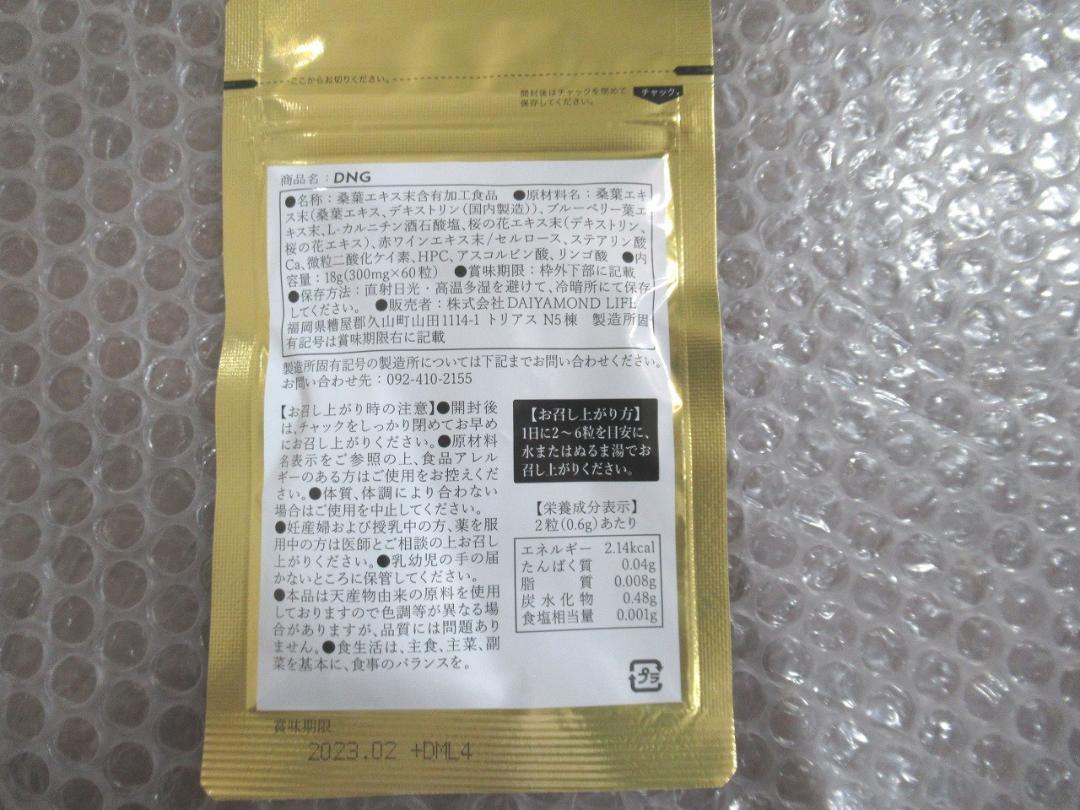 ここからお切りください。
開封後はチャックを閉めて
保存してください。
チャック
商品名：DNG
●名称：桑葉エキス末含有加工食品 ●原材料名：桑葉エキ
ス末（桑葉エキス、デキストリン（国内製造））、ブルーベリー葉エ
キス末、L-カルニチン酒石酸塩、桜の花エキス末（デキストリン、
桜の花エキス）、赤ワインエキス末/セルロース、ステアリン酸
Ca、微粒二酸化ケイ素、HPC、アスコルビン酸、リンゴ酸 ●内
容量：18g(300mg×60粒) ●賞味期限：枠外下部に記載
●保存方法：直射日光・高温多湿を避けて、冷暗所にて保存
してください。 ●販売者：株式会社DAIYAMOND LIFE
福岡県糟屋郡久山町山田1114-1 トリアス N5棟 製造所固
有記号は賞味期限右に記載
製造所固有記号の製造所については下記までお問い合わせください。
お問い合わせ先：092-410-2155
【お召し上がり時の注意】●開封後
は、チャックをしっかり閉めてお早め
にお召し上がりください。●原材料
名表示をご参照の上、食品アレル
ギーのある方はご使用をお控えくだ
さい。●体質、体調により合わない
場合はご使用を中止してください。
●妊産婦および授乳中の方、薬を服
用中の方は医師とご相談の上お召し
上がりください。●乳幼児の手の届
かないところに保管してください。
●本品は天産物由来の原料を使用
しておりますので色調等が異なる場
合がありますが、品質には問題あり
ません。●食生活は、主食、主菜、副
菜を基本に、食事のバランスを。
【お召し上がり方】
1日に2～6粒を目安に、
水またはぬるま湯でお
召し上がりください。
【栄養成分表示】
2粒(0.6g)あたり
エネルギー 2.14kcal
たんぱく質 0.04g
脂質 0.008g
炭水化物 0.48g
食塩相当量 0.001g
プラ
賞味期限
2023.02 +DML4